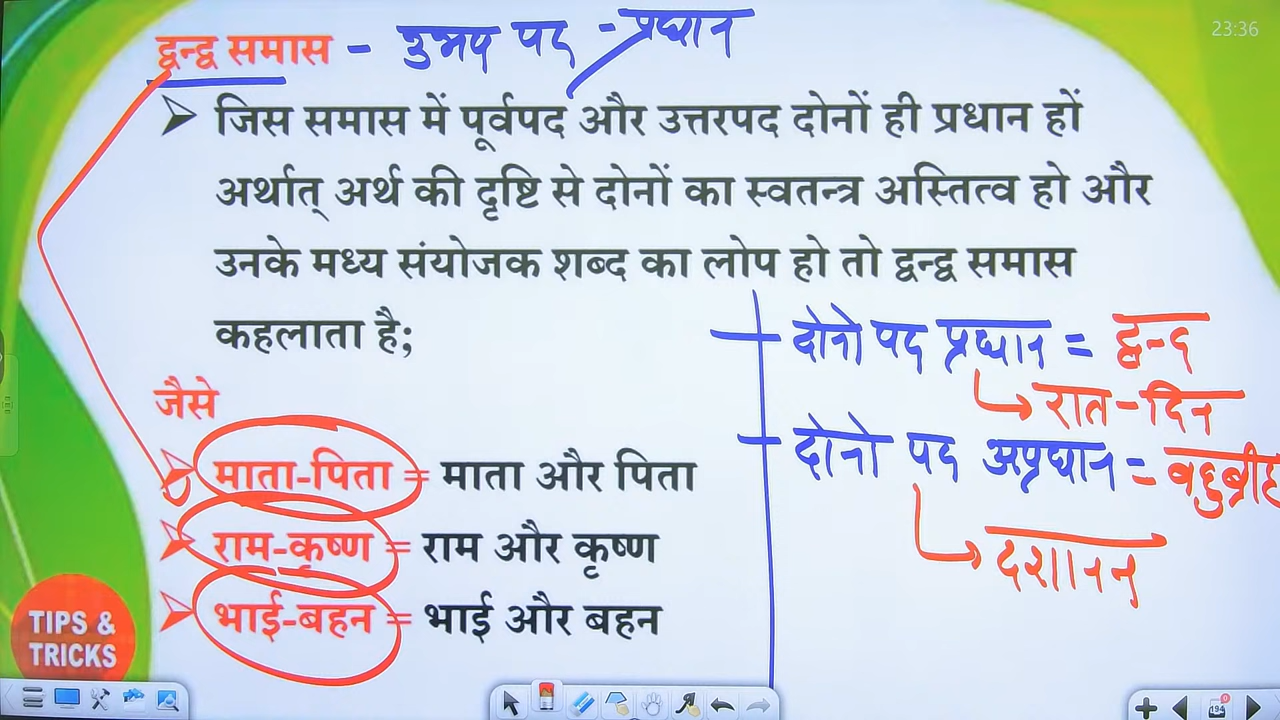 23:36
द्वन्द्व समास - उभय पद - प्रधान
जिस समास में पूर्वपद और उत्तरपद दोनों ही प्रधान हों
अर्थात् अर्थ की दृष्टि से दोनों का स्वतन्त्र अस्तित्व हो और
उनके मध्य संयोजक शब्द का लोप हो तो द्वन्द्व समास
कहलाता है;
जैसे
माता-पिता = माता और पिता
राम-कृष्ण = राम और कृष्ण
भाई-बहन = भाई और बहन
दोनो पद प्रधान = द्वन्द
रात-दिन
दोनो पद अप्रधान = बहुब्रीह
दशानन
TIPS &
TRICKS
194